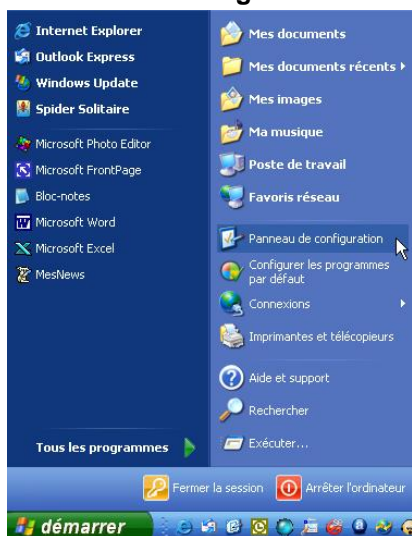 Internet Explorer
Outlook Express
Windows Update
Spider Solitaire
Microsoft Photo Editor
Microsoft FrontPage
Bloc-notes
Microsoft Word
Microsoft Excel
MesNews
Tous les programmes
Mes documents
Mes documents récents
Mes images
Ma musique
Poste de travail
Favoris réseau
Panneau de configuration
Configurer les programmes
par défaut
Connexions
Imprimantes et télécopieurs
Aide et support
Rechercher
Exécuter...
Fermer la session
Arrêter l'ordinateur
démarrer